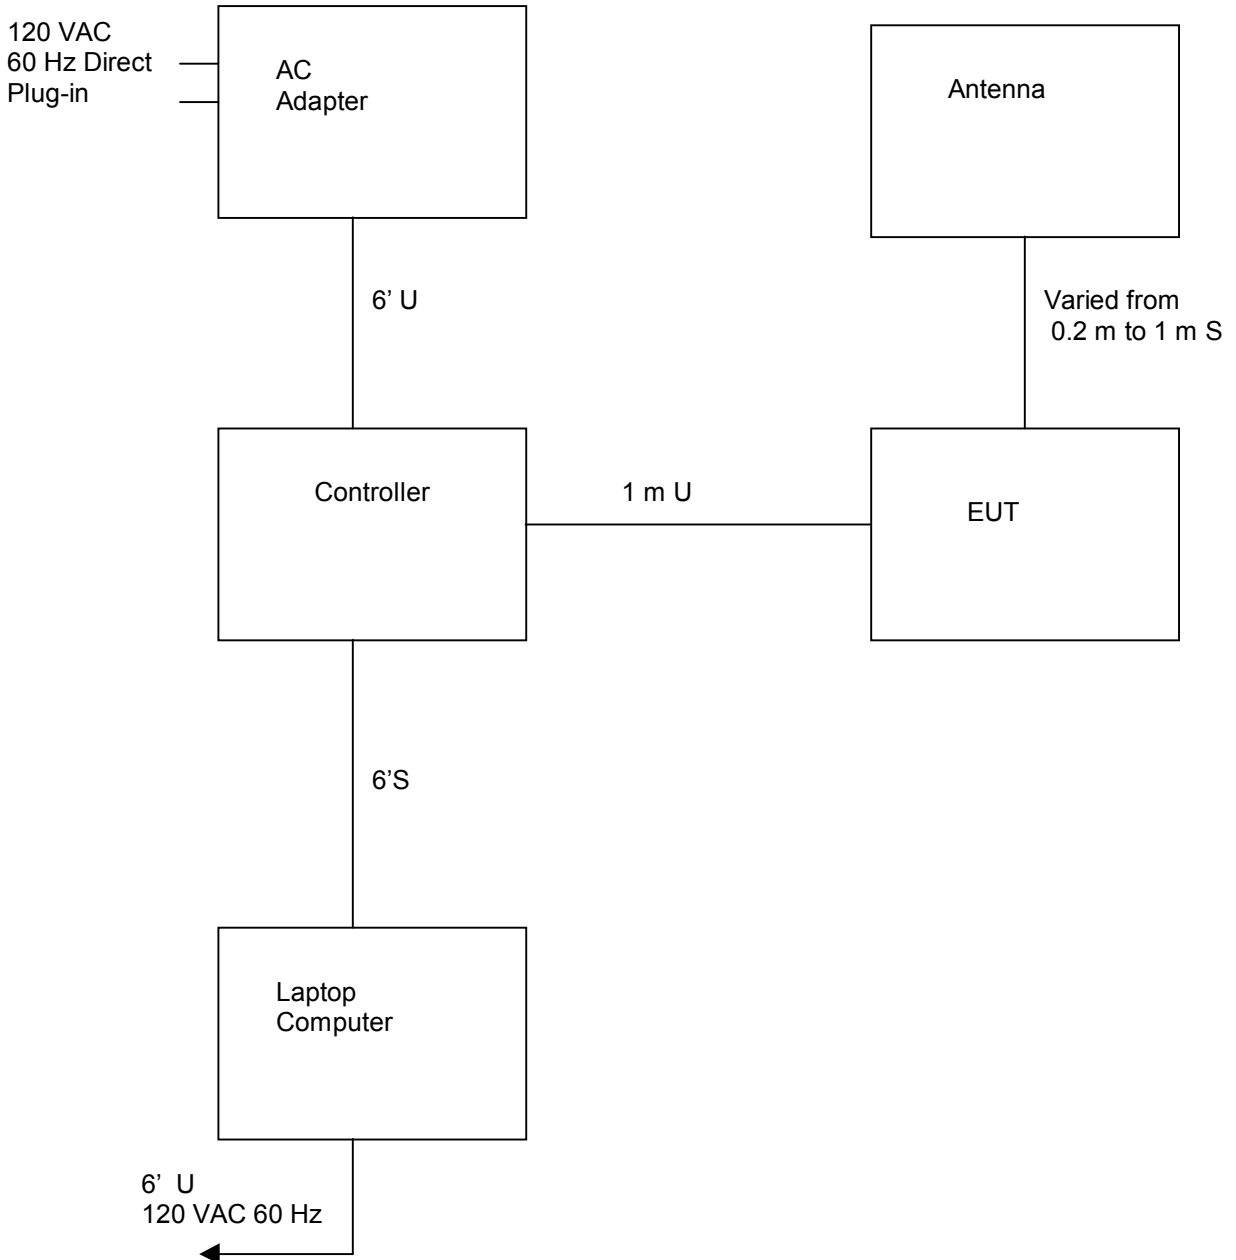 120 VAC
60 Hz Direct
Plug-in
AC
Adapter
Antenna
6’ U
Varied from
0.2 m to 1 m S
Controller
1 m U
EUT
6’S
Laptop
Computer
6’ U
120 VAC 60 Hz